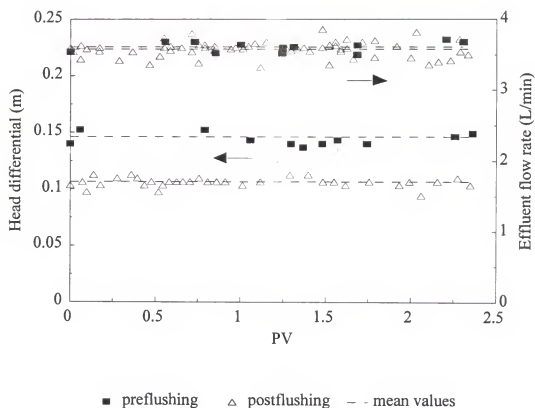 0.25
0.2
0.15
0.1
0.05
0
Head differential (m)
4
3
2
1
0
Effluent flow rate (L/min)
0
0.5
1
1.5
2
2.5
PV
preflushing
postflushing
mean values